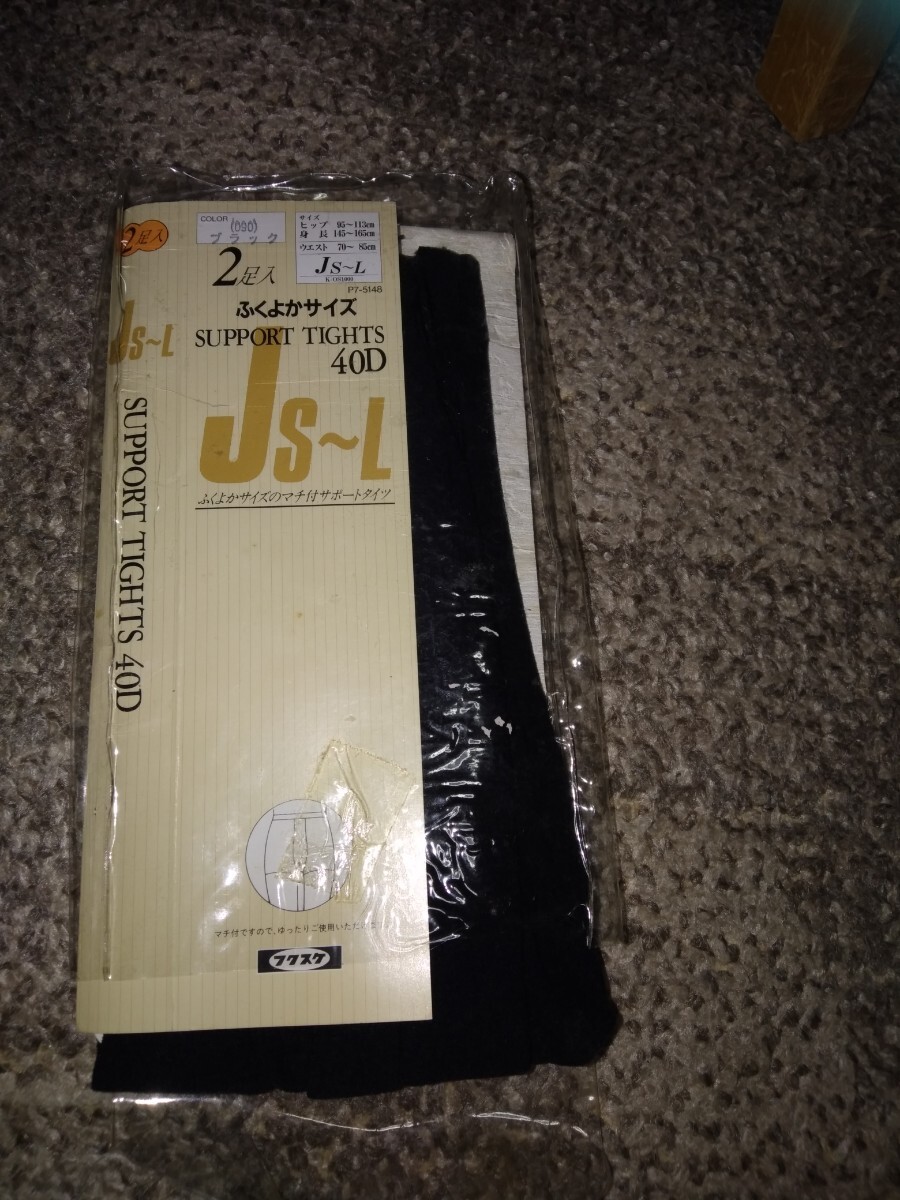 2足入
COLOR
(090)
ブラック
サイズ
ヒップ 95～113cm
身長 145～165cm
ウエスト 70～85cm
JS～L
K-OS1000
2足入
P7-5148
ふくよかサイズ
SUPPORT TIGHTS
40D
JS～L
ふくよかサイズのマチ付サポートタイツ
JS～L
SUPPORT TIGHTS 40D
マチ付ですので、ゆったりご使用いただ
フクスケ